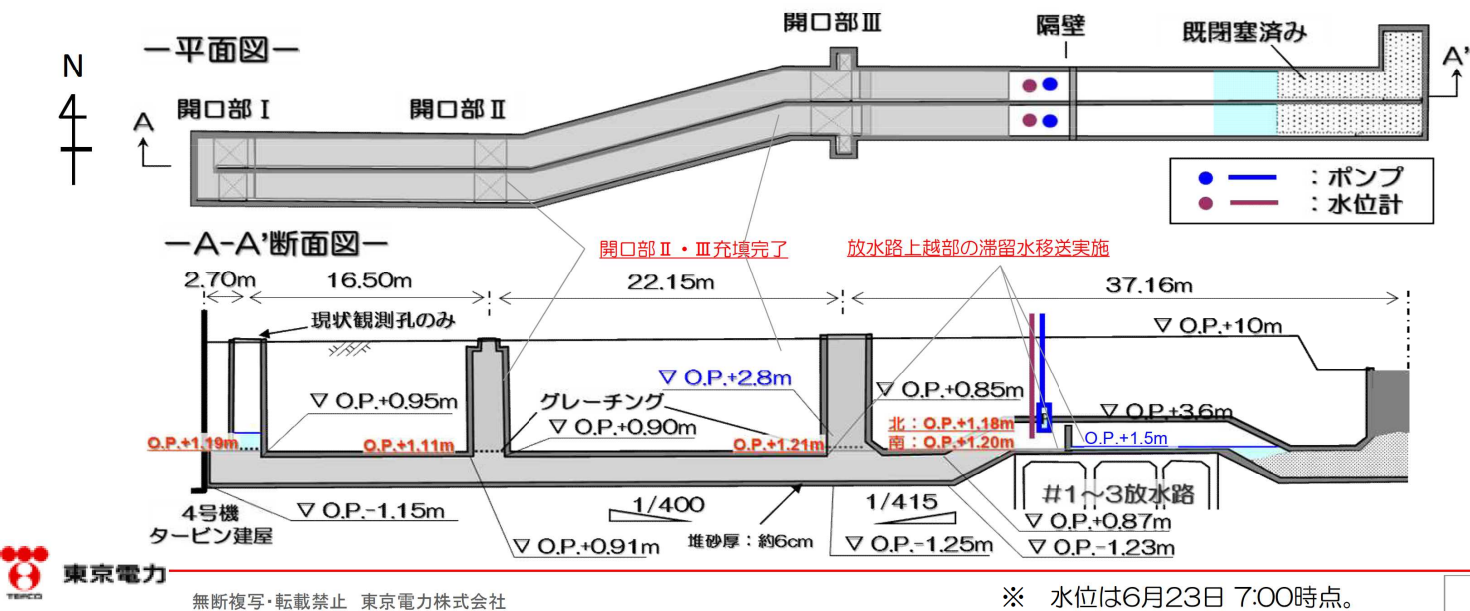 開口部Ⅲ
隔壁
既閉塞済み
ー平面図ー
N
A'
開口部Ⅰ
開口部Ⅱ
A
：ポンプ
：水位計
ーA-A'断面図ー
開口部Ⅱ・Ⅲ充填完了
放水路上越部の滞留水移送実施
2.70m
16.50m
22.15m
37.16m
現状観測孔のみ
▽ O.P.+10m
▽ O.P.+2.8m
▽ O.P.+0.85m
▽ O.P.+0.95m
グレーチング
▽ O.P.+3.6m
▽ O.P.+0.90m
北：O.P.+1.18m
南：O.P.+1.20m
O.P.+1.19m
O.P.+1.11m
O.P.+1.21m
O.P.+1.5m
#1～3放水路
1/400
1/415
4号機
タービン建屋
▽ O.P.-1.15m
▽ O.P.+0.91m
堆砂厚：約6cm
▽ O.P.-1.25m
▽ O.P.+0.87m
▽ O.P.-1.23m
TEPCO
東京電力
無断複写・転載禁止 東京電力株式会社
※ 水位は6月23日 7:00時点。